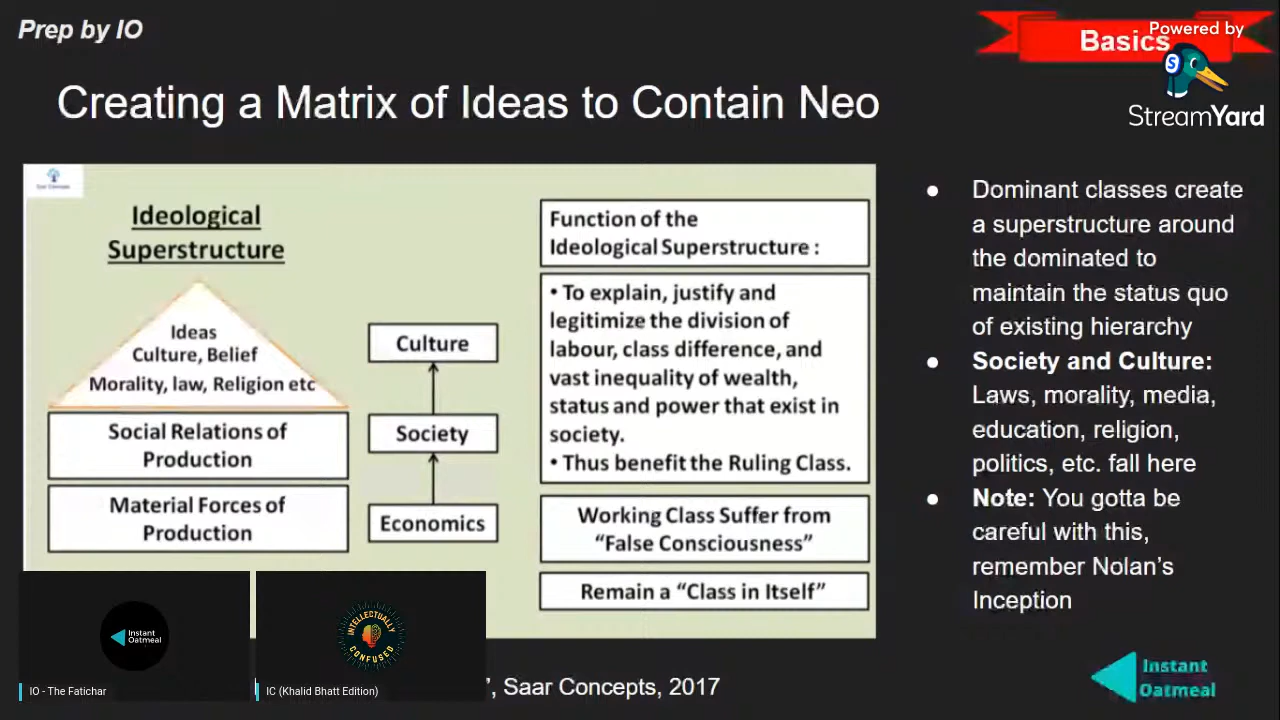 Prep by IO
Basics
Powered by
StreamYard
Creating a Matrix of Ideas to Contain Neo
Saar Concepts
Ideological
Superstructure
Ideas
Culture, Belief
Morality, law, Religion etc
Social Relations of
Production
Material Forces of
Production
Culture
Society
Economics
Function of the
Ideological Superstructure :
• To explain, justify and
legitimize the division of
labour, class difference, and
vast inequality of wealth,
status and power that exist in
society.
• Thus benefit the Ruling Class.
Working Class Suffer from
“False Consciousness”
Remain a “Class in Itself”
● Dominant classes create
a superstructure around
the dominated to
maintain the status quo
of existing hierarchy
● Society and Culture:
Laws, morality, media,
education, religion,
politics, etc. fall here
● Note: You gotta be
careful with this,
remember Nolan’s
Inception
Instant
Oatmeal
IO - The Fatichar
INTELLECTUALLY
CONFUSED
IC (Khalid Bhatt Edition)
’, Saar Concepts, 2017
Instant
Oatmeal